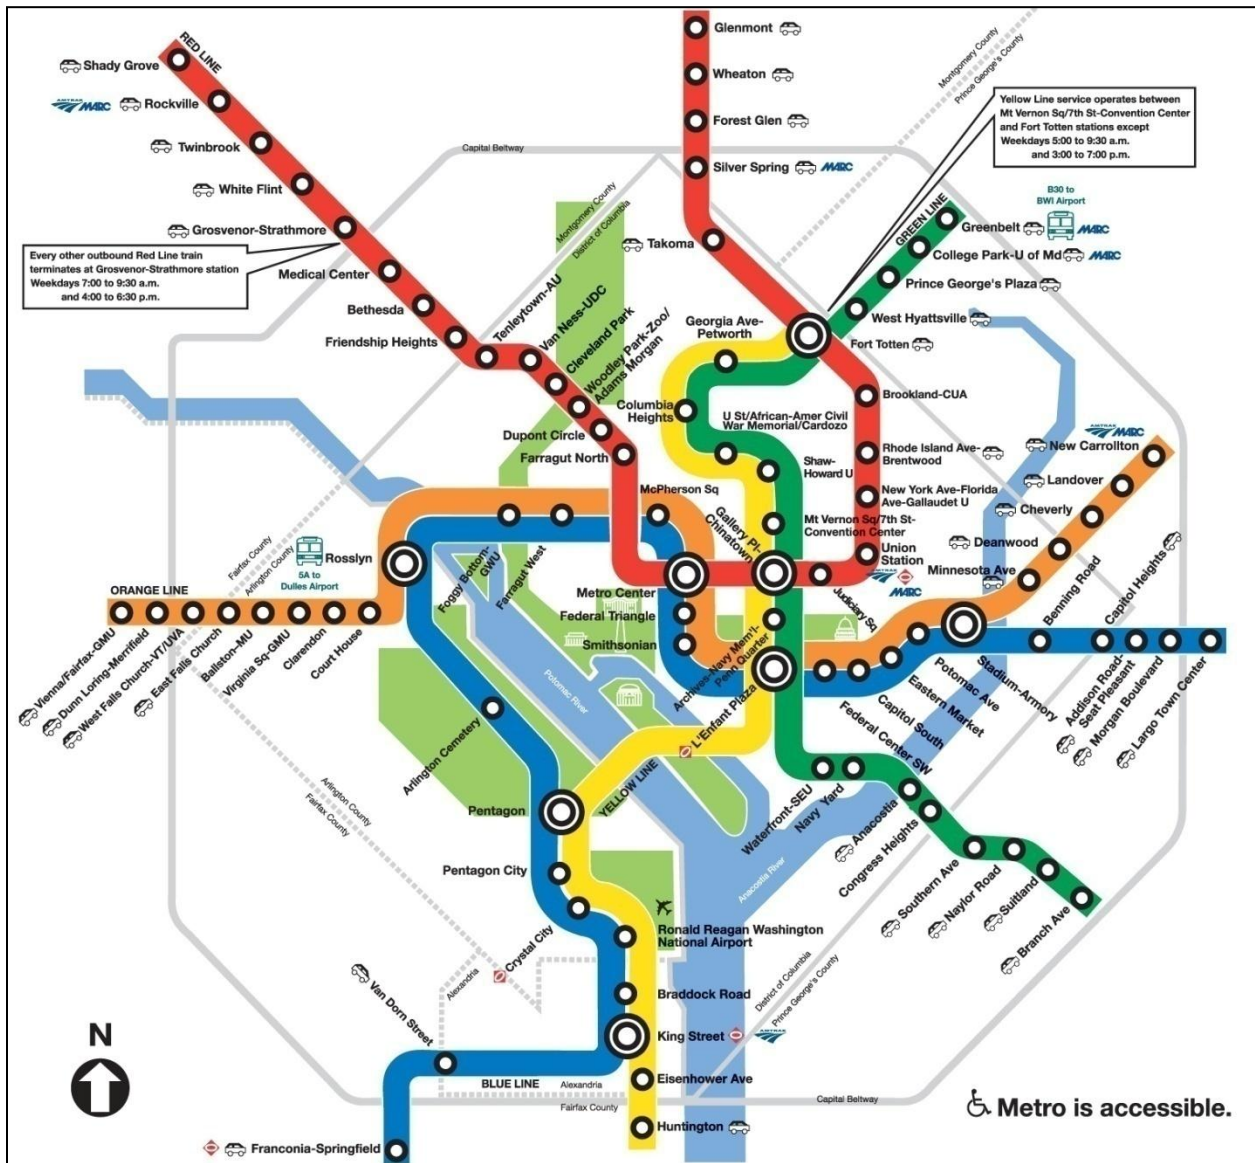 RED LINE
Shady Grove
AMTRAK
MARC
Rockville
Twinbrook
White Flint
Grosvenor-Strathmore
Every other outbound Red Line train
terminates at Grosvenor-Strathmore station
Weekdays 7:00 to 9:30 a.m.
and 4:00 to 6:30 p.m.
Medical Center
Bethesda
Friendship Heights
Tenleytown-AU
Van Ness-UDC
Cleveland Park
Woodley Park-Zoo/
Adams Morgan
Dupont Circle
Farragut North
Capital Beltway
Montgomery County
District of Columbia
Glenmont
Wheaton
Forest Glen
Silver Spring
MARC
Takoma
Montgomery County
Prince George's County
Yellow Line service operates between
Mt Vernon Sq/7th St-Convention Center
and Fort Totten stations except
Weekdays 5:00 to 9:30 a.m.
and 3:00 to 7:00 p.m.
B30 to
BWI Airport
GREEN LINE
Greenbelt
MARC
College Park-U of Md
MARC
Prince George's Plaza
West Hyattsville
Fort Totten
Georgia Ave-
Petworth
Columbia
Heights
U St/African-Amer Civil
War Memorial/Cardozo
Shaw-
Howard U
Mt Vernon Sq/7th St-
Convention Center
Gallery Pl-
Chinatown
Brookland-CUA
Rhode Island Ave-
Brentwood
New York Ave-Florida
Ave-Gallaudet U
Union
Station
AMTRAK
MARC
Judiciary Sq
AMTRAK
MARC
New Carrollton
Landover
Cheverly
Deanwood
Minnesota Ave
Benning Road
Capitol Heights
Addison Road-
Seat Pleasant
Morgan Boulevard
Largo Town Center
Stadium-Armory
Potomac Ave
Eastern Market
Capitol South
Federal Center SW
McPherson Sq
Metro Center
Federal Triangle
Smithsonian
Archives-Navy Mem'l-
Penn Quarter
L'Enfant Plaza
Farragut West
Foggy Bottom-
GWU
Rosslyn
5A to
Dulles Airport
Fairfax County
Arlington County
ORANGE LINE
Vienna/Fairfax-GMU
Dunn Loring-Merrifield
West Falls Church-VT/UVA
East Falls Church
Ballston-MU
Virginia Sq-GMU
Clarendon
Court House
Potomac River
Arlington Cemetery
Pentagon
YELLOW LINE
Arlington County
Fairfax County
Pentagon City
Crystal City
Ronald Reagan Washington
National Airport
Braddock Road
King Street
AMTRAK
Eisenhower Ave
Huntington
Alexandria
Van Dorn Street
BLUE LINE
Alexandria
Fairfax County
Franconia-Springfield
Waterfront-SEU
Navy Yard
Anacostia
Congress Heights
Southern Ave
Naylor Road
Suitland
Branch Ave
Anacostia River
District of Columbia
Prince George's County
Capital Beltway
N
Metro is accessible.